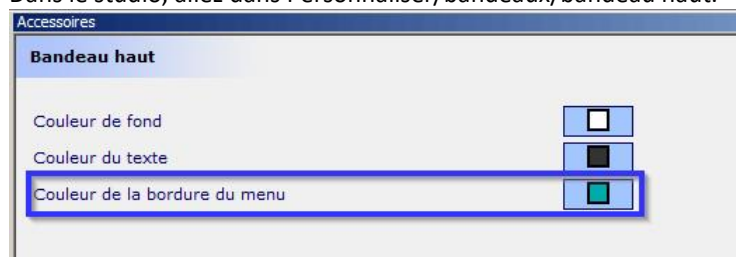 Dans le studio, allez dans Personnaliser/bandeaux/bandeau haut.
Accessoires
Bandeau haut
Couleur de fond
Couleur du texte
Couleur de la bordure du menu